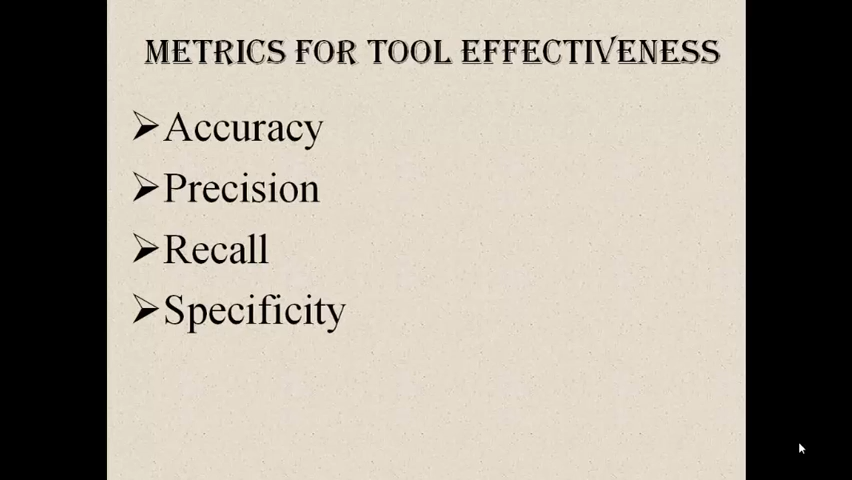 METRICS FOR TOOL EFFECTIVENESS
Accuracy
Precision
Recall
Specificity